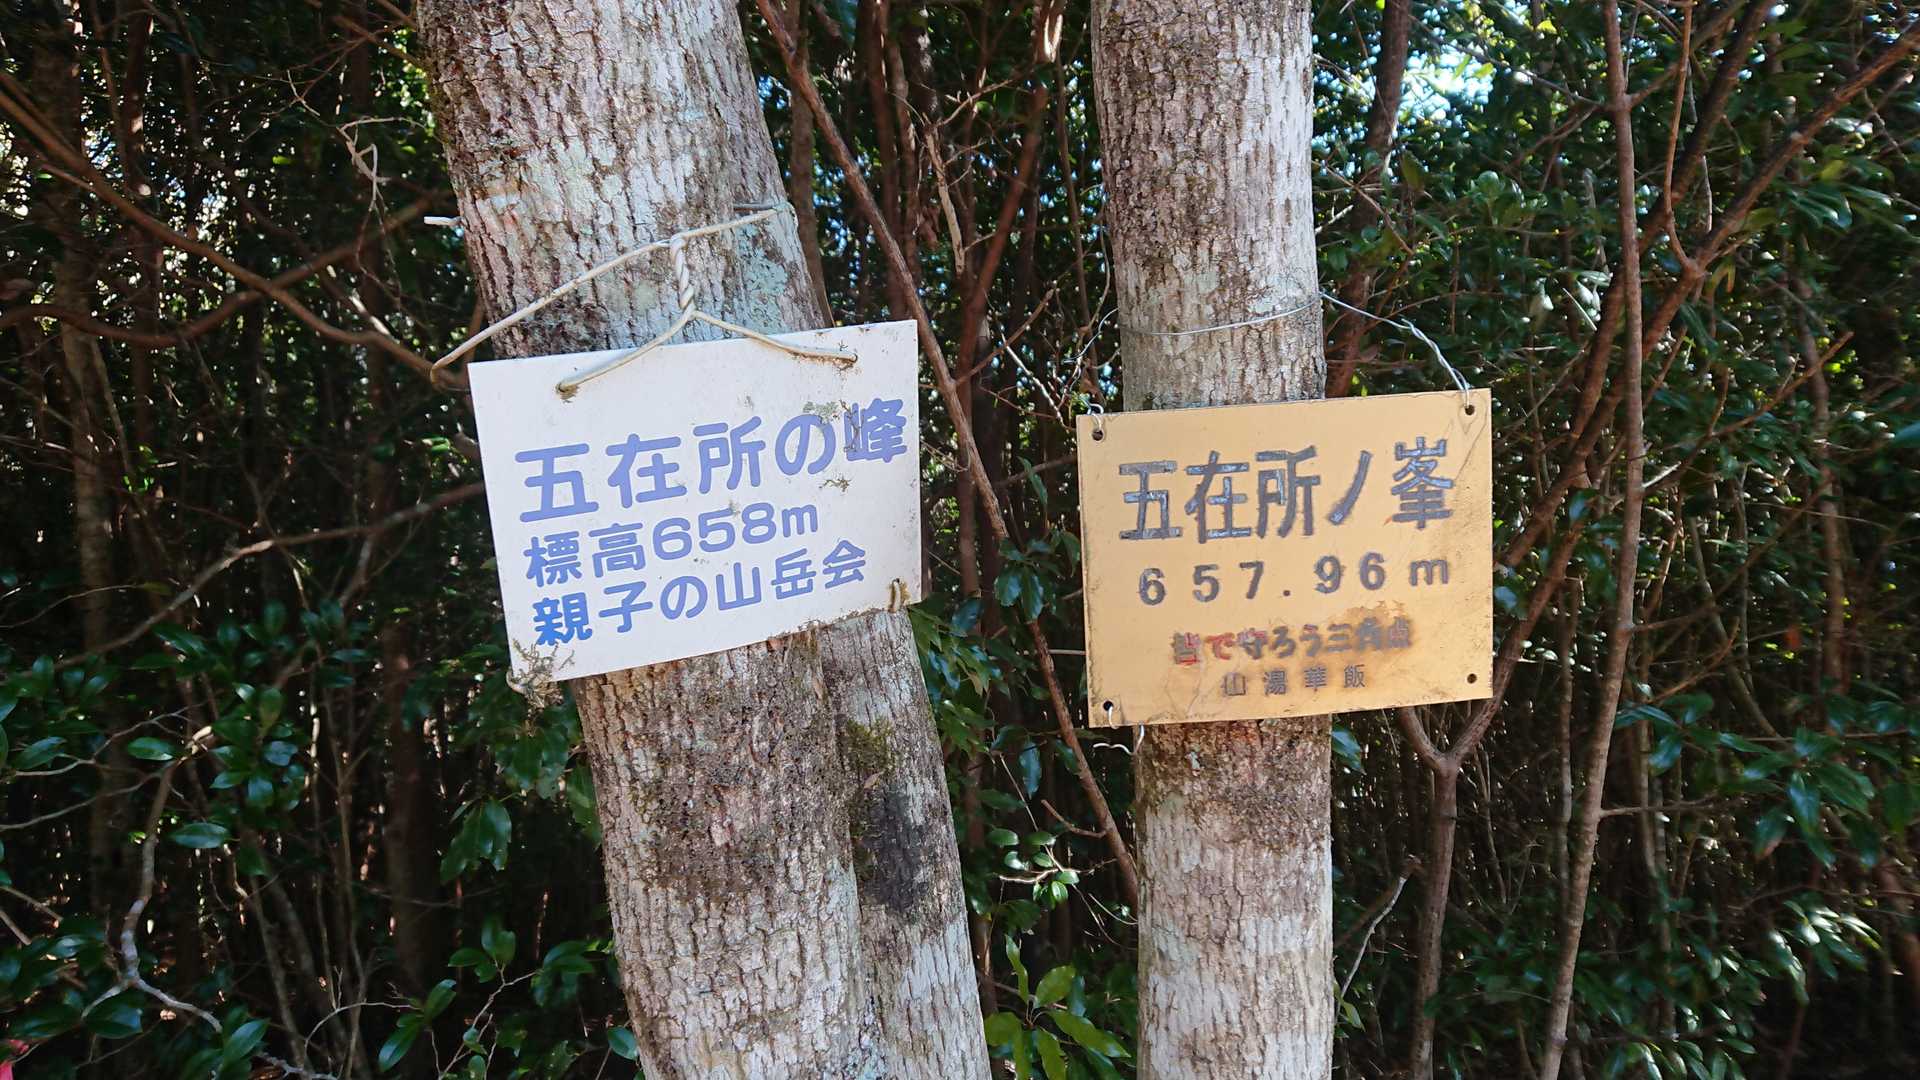 五在所の峰
標高658m
親子の山岳会
五在所ノ峯
657.96m
皆で守ろう三角点
山湯華飯